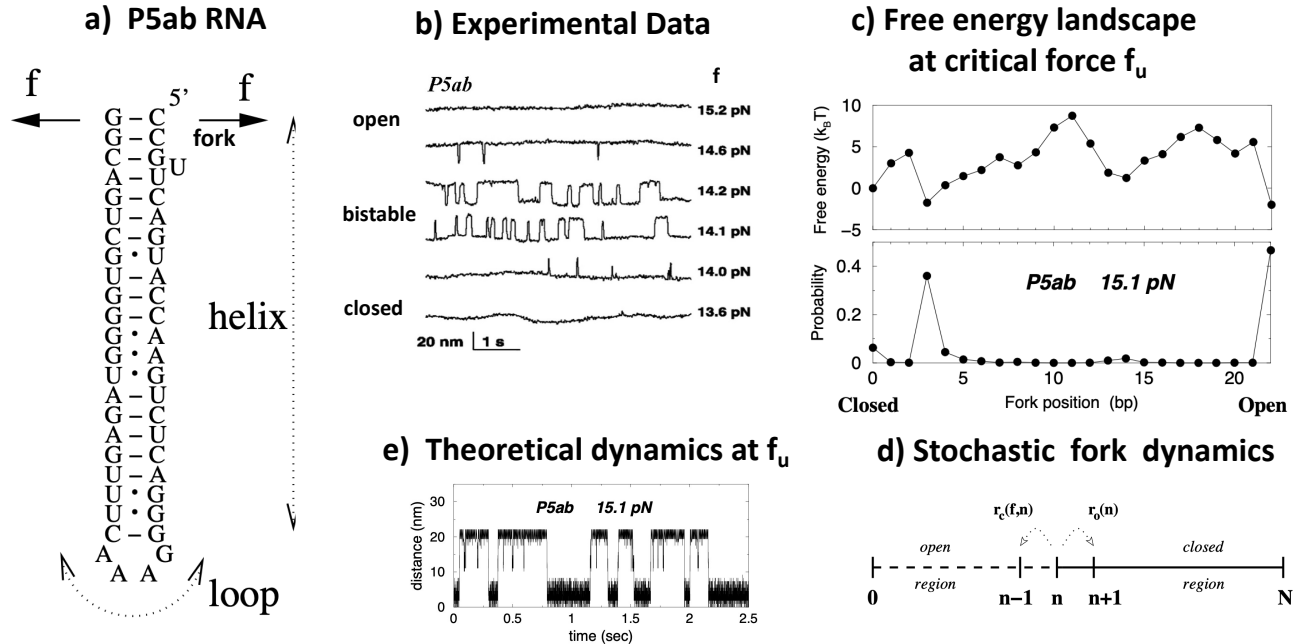 a) P5ab RNA
f
f
5'
fork
G – C
G – C
C – G
U
A – U
G – C
U – A
C – G
G · U
U – A
G – C
G – C
G · A
G · A
U · G
A – U
G – C
A – U
G – C
U – A
U · G
U · G
C – G
A G
A A
helix
loop
b) Experimental Data
P5ab
f
open
bistable
closed
15.2 pN
14.6 pN
14.2 pN
14.1 pN
14.0 pN
13.6 pN
20 nm 1 s
c) Free energy landscape
at critical force fu
Free energy (kBT)
10
5
0
−5
Probability
0.4
0.2
0
P5ab 15.1 pN
0 5 10 15 20
Closed Fork position (bp) Open
e) Theoretical dynamics at fu
distance (nm)
30
20
10
0
P5ab 15.1 pN
0 0.5 1 1.5 2 2.5
time (sec)
d) Stochastic fork dynamics
rc(f,n) ro(n)
open closed
region region
0 n−1 n n+1 N